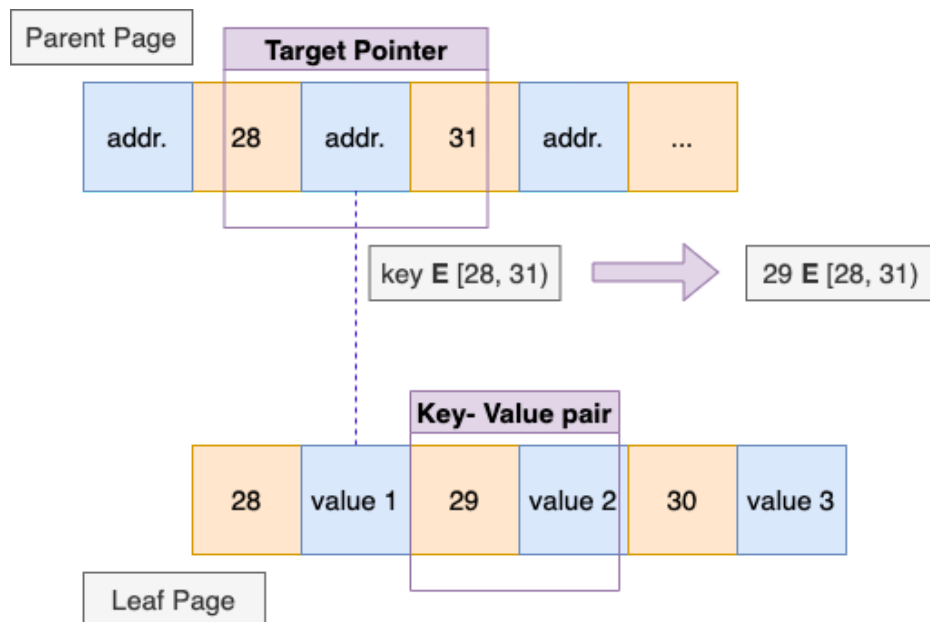 Parent Page
Target Pointer
addr. 28 addr. 31 addr. ...
key E [28, 31) 29 E [28, 31)
Key- Value pair
28 value 1 29 value 2 30 value 3
Leaf Page